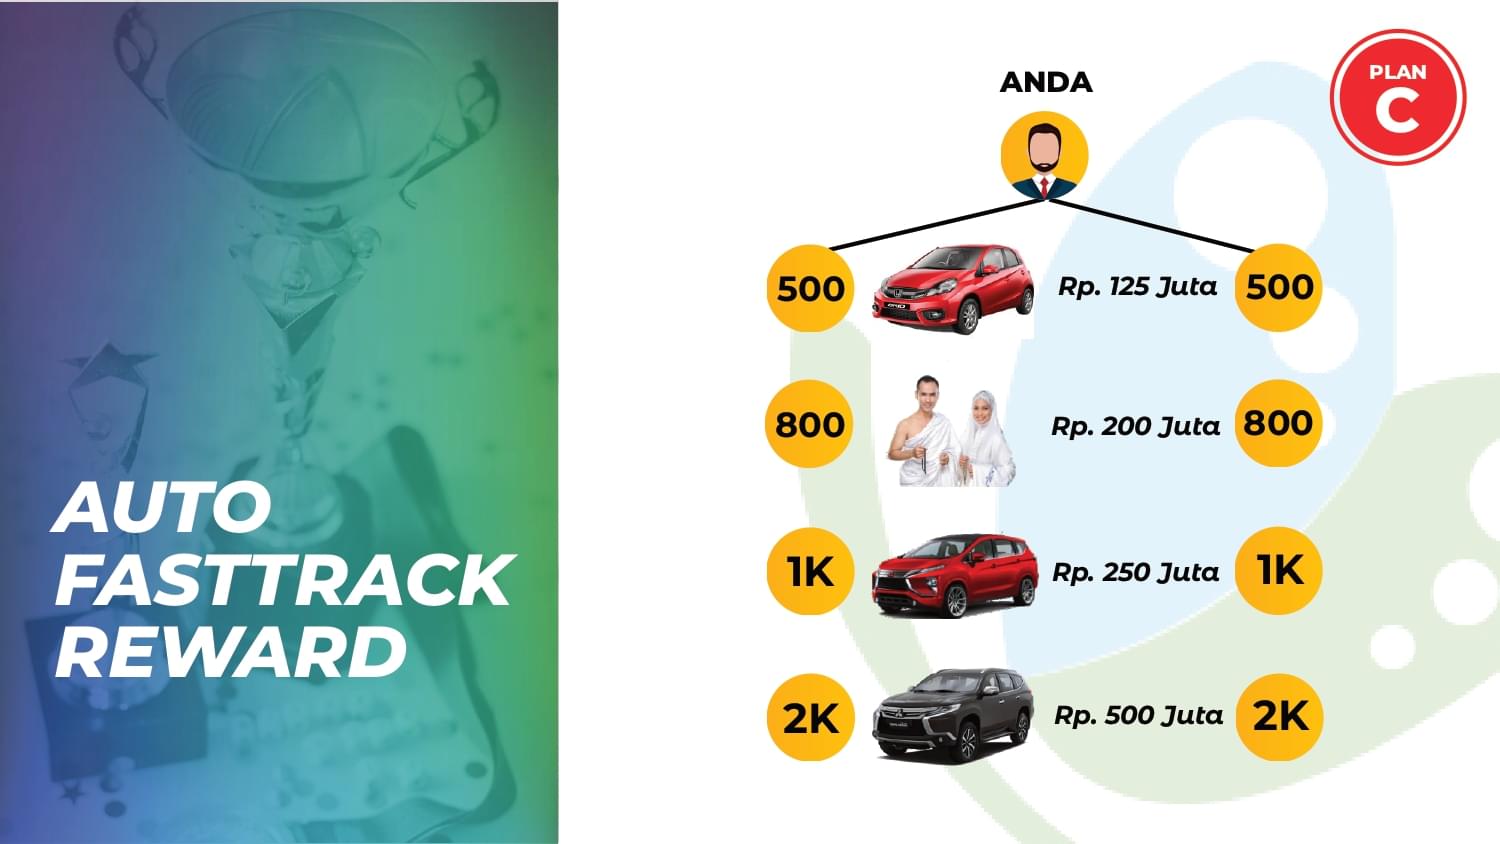 AUTO
FASTTRACK
REWARD
PLAN
C
ANDA
500 Rp. 125 Juta 500
800 Rp. 200 Juta 800
1K Rp. 250 Juta 1K
2K Rp. 500 Juta 2K